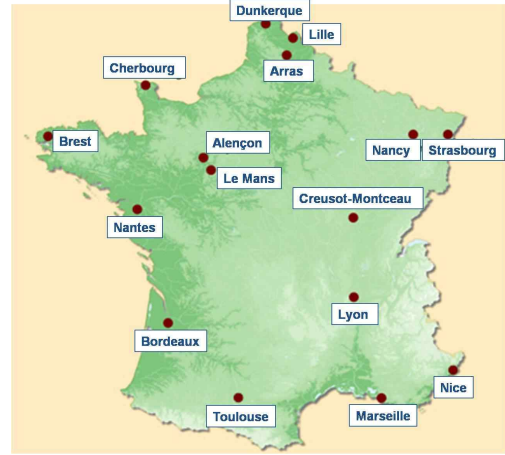 Dunkerque
Lille
Arras
Cherbourg
Brest
Alençon
Nancy
Strasbourg
Le Mans
Creusot-Montceau
Nantes
Lyon
Bordeaux
Nice
Toulouse
Marseille